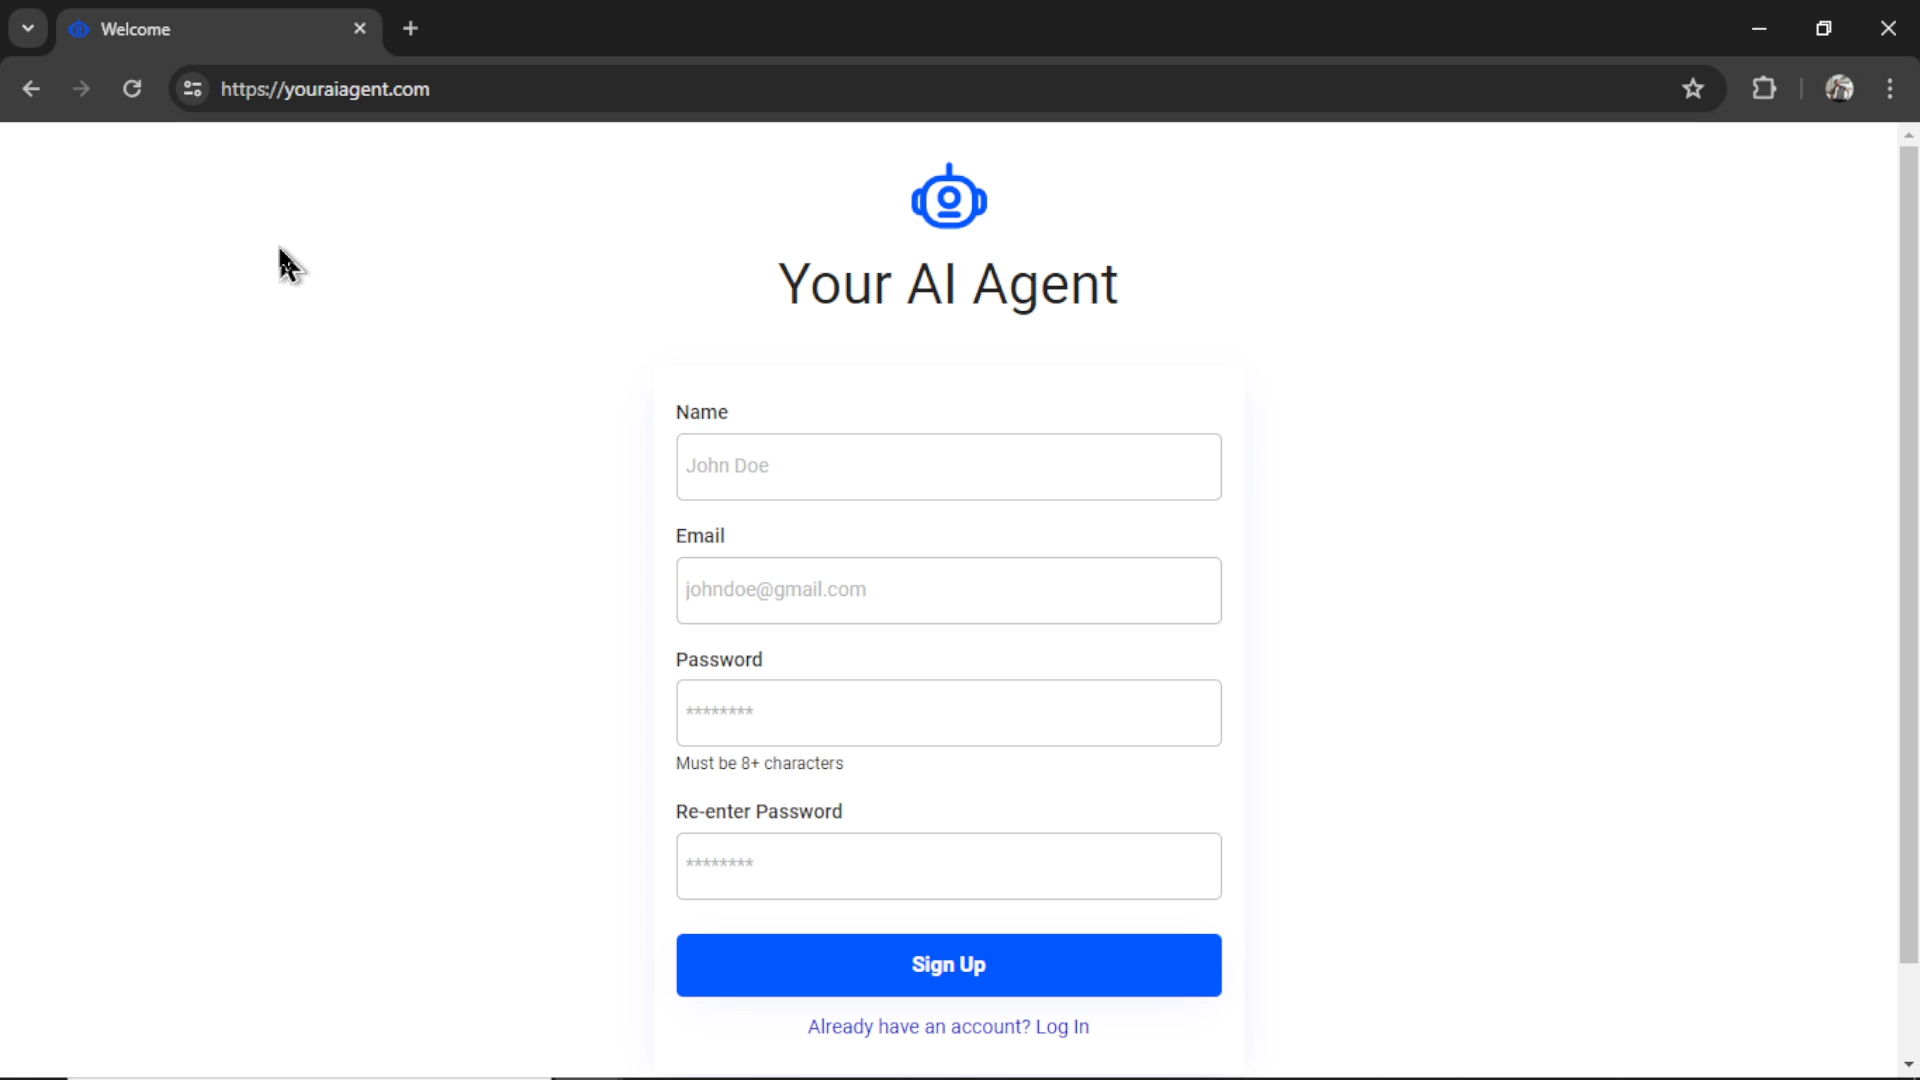 Welcome
https://youraiagent.com
Your AI Agent
Name
John Doe
Email
johndoe@gmail.com
Password
********
Must be 8+ characters
Re-enter Password
********
Sign Up
Already have an account? Log In